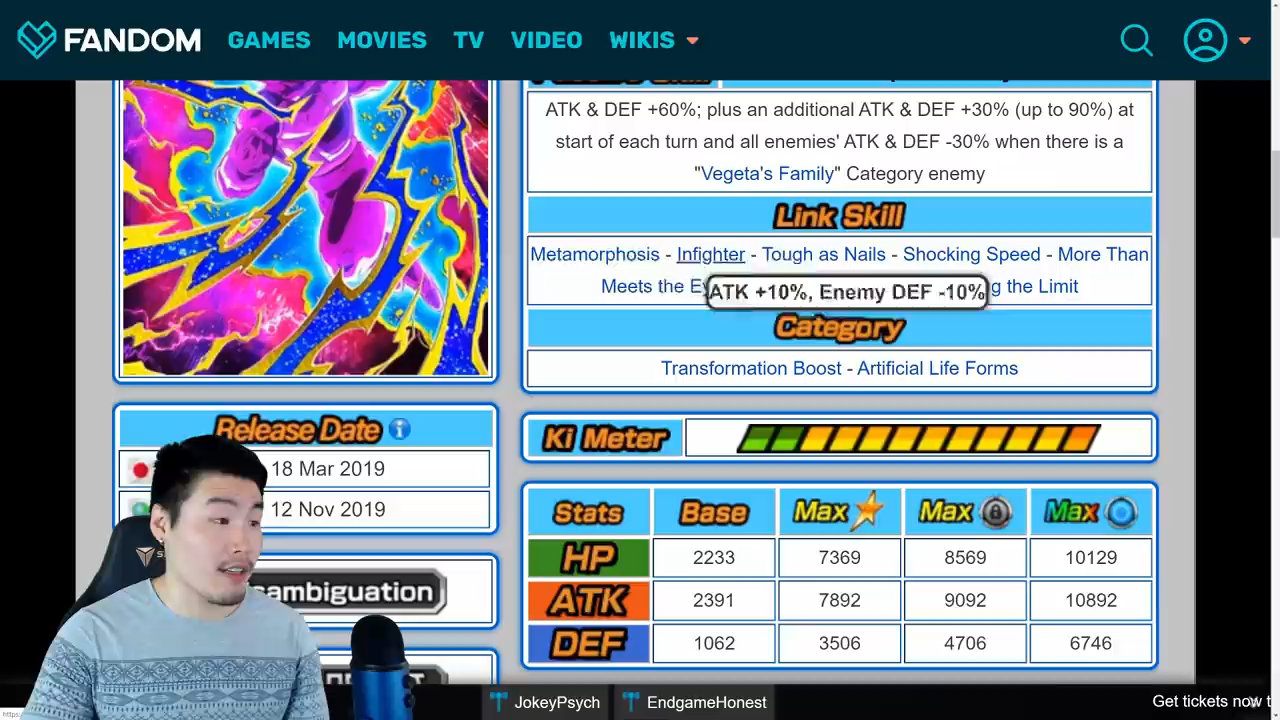 FANDOM GAMES MOVIES TV VIDEO WIKIS
ATK & DEF +60%; plus an additional ATK & DEF +30% (up to 90%) at
start of each turn and all enemies' ATK & DEF -30% when there is a
"Vegeta's Family" Category enemy
Link Skill
Metamorphosis - Infighter - Tough as Nails - Shocking Speed - More Than
Meets the g the Limit
ATK +10%, Enemy DEF -10%
Category
Transformation Boost - Artificial Life Forms
Release Date
18 Mar 2019
12 Nov 2019
sambiguation
Ki Meter
Stats Base Max Max Max
HP 2233 7369 8569 10129
ATK 2391 7892 9092 10892
DEF 1062 3506 4706 6746
JokeyPsych EndgameHonest Get tickets now t